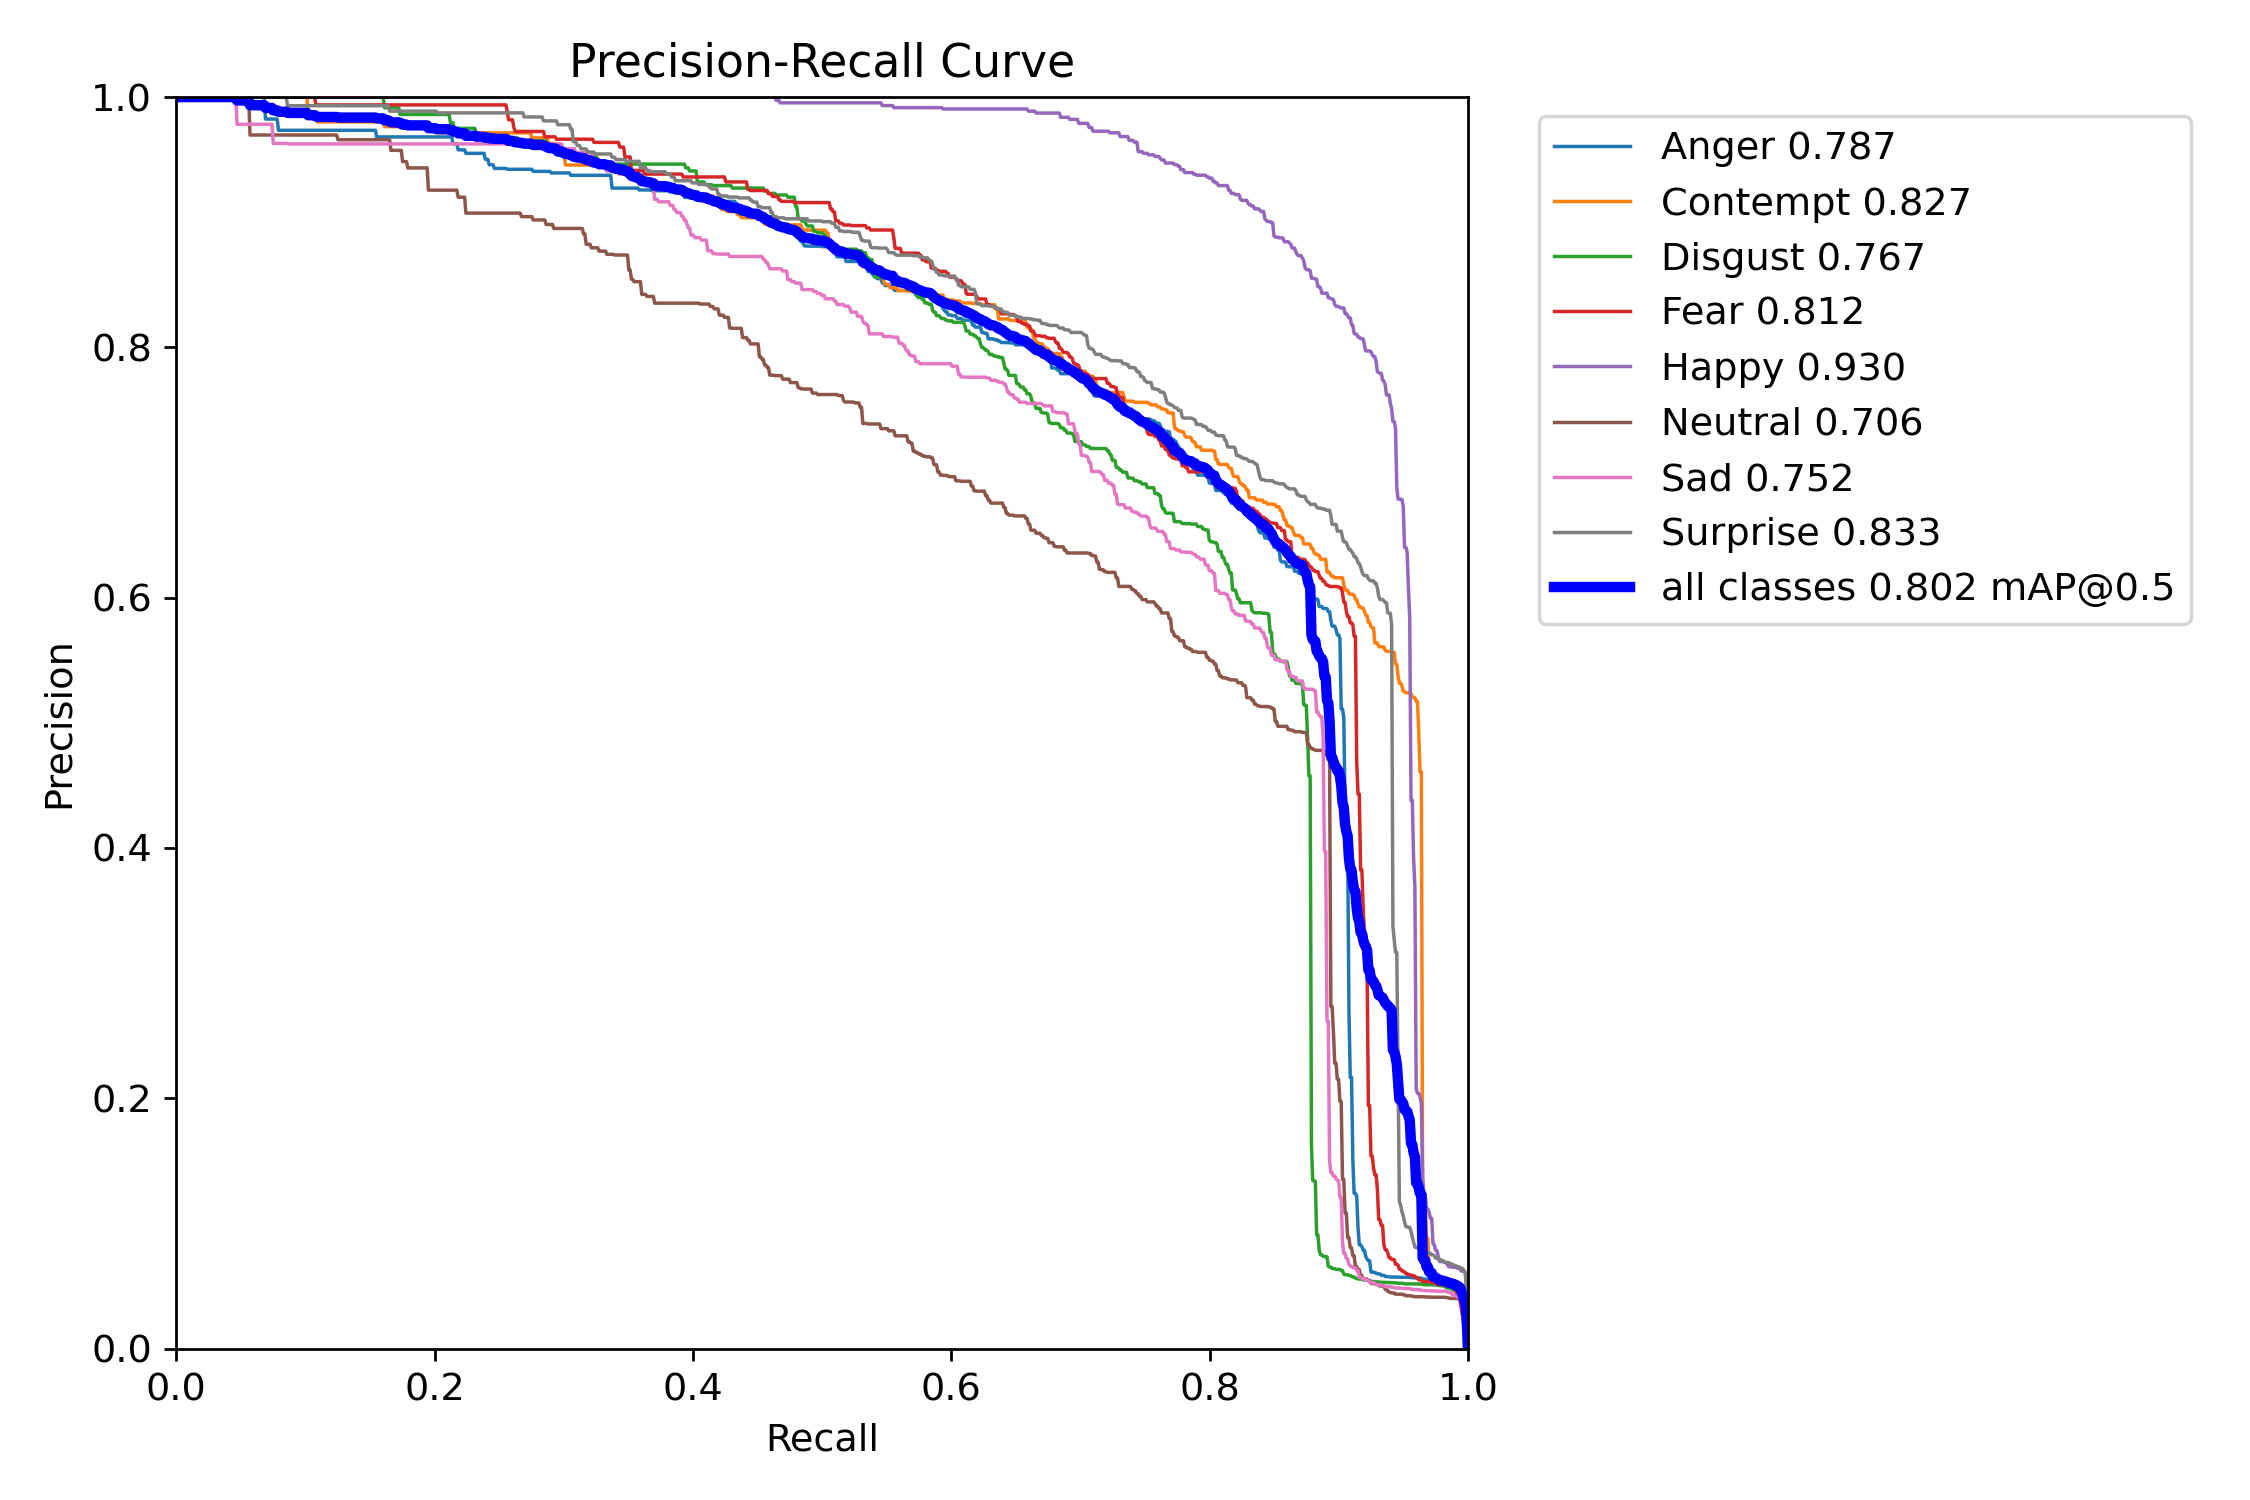 Precision-Recall Curve
1.0
0.8
0.6
0.4
0.2
0.0
Precision
0.0 0.2 0.4 0.6 0.8 1.0
Recall
Anger 0.787
Contempt 0.827
Disgust 0.767
Fear 0.812
Happy 0.930
Neutral 0.706
Sad 0.752
Surprise 0.833
all classes 0.802 mAP@0.5